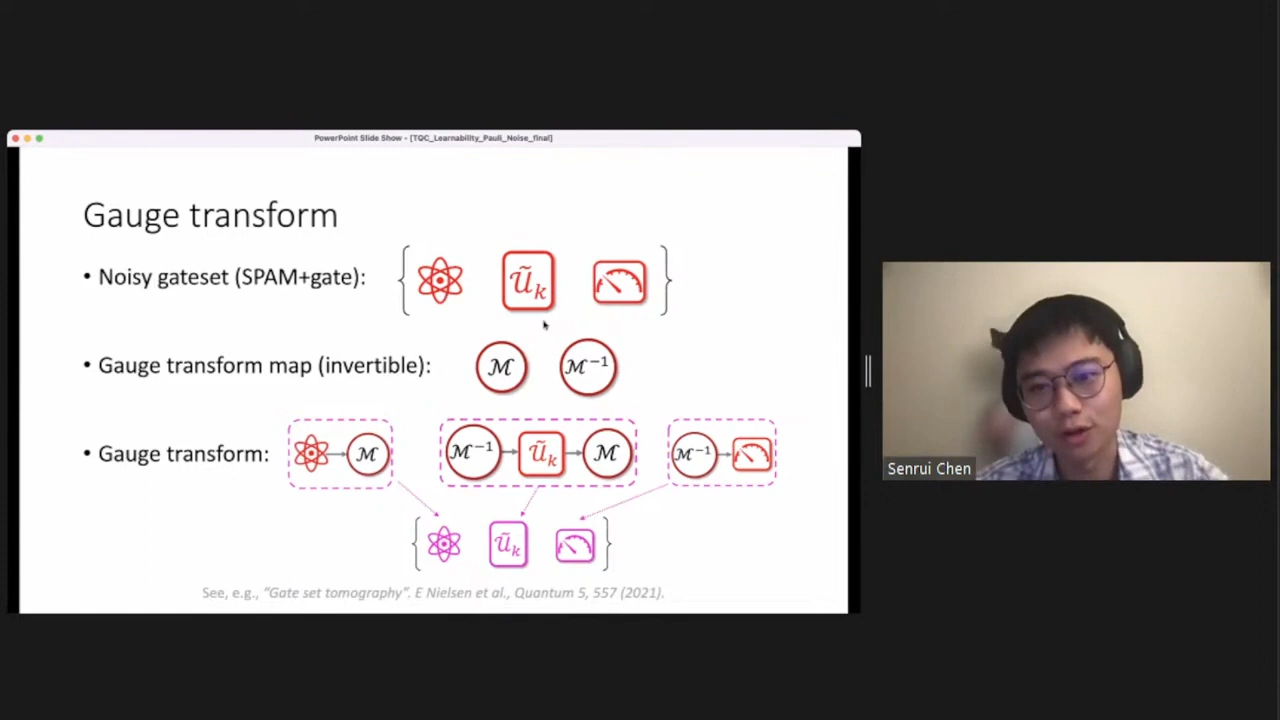 PowerPoint Slide Show - [TQC_Learnability_Pauli_Noise_final]
Gauge transform
• Noisy gateset (SPAM+gate): { Ũₖ }
• Gauge transform map (invertible): ℳ ℳ⁻¹
• Gauge transform: ℳ ℳ⁻¹ Ũₖ ℳ ℳ⁻¹
{ Ũₖ }
See, e.g., “Gate set tomography”. E Nielsen et al., Quantum 5, 557 (2021).
Senrui Chen